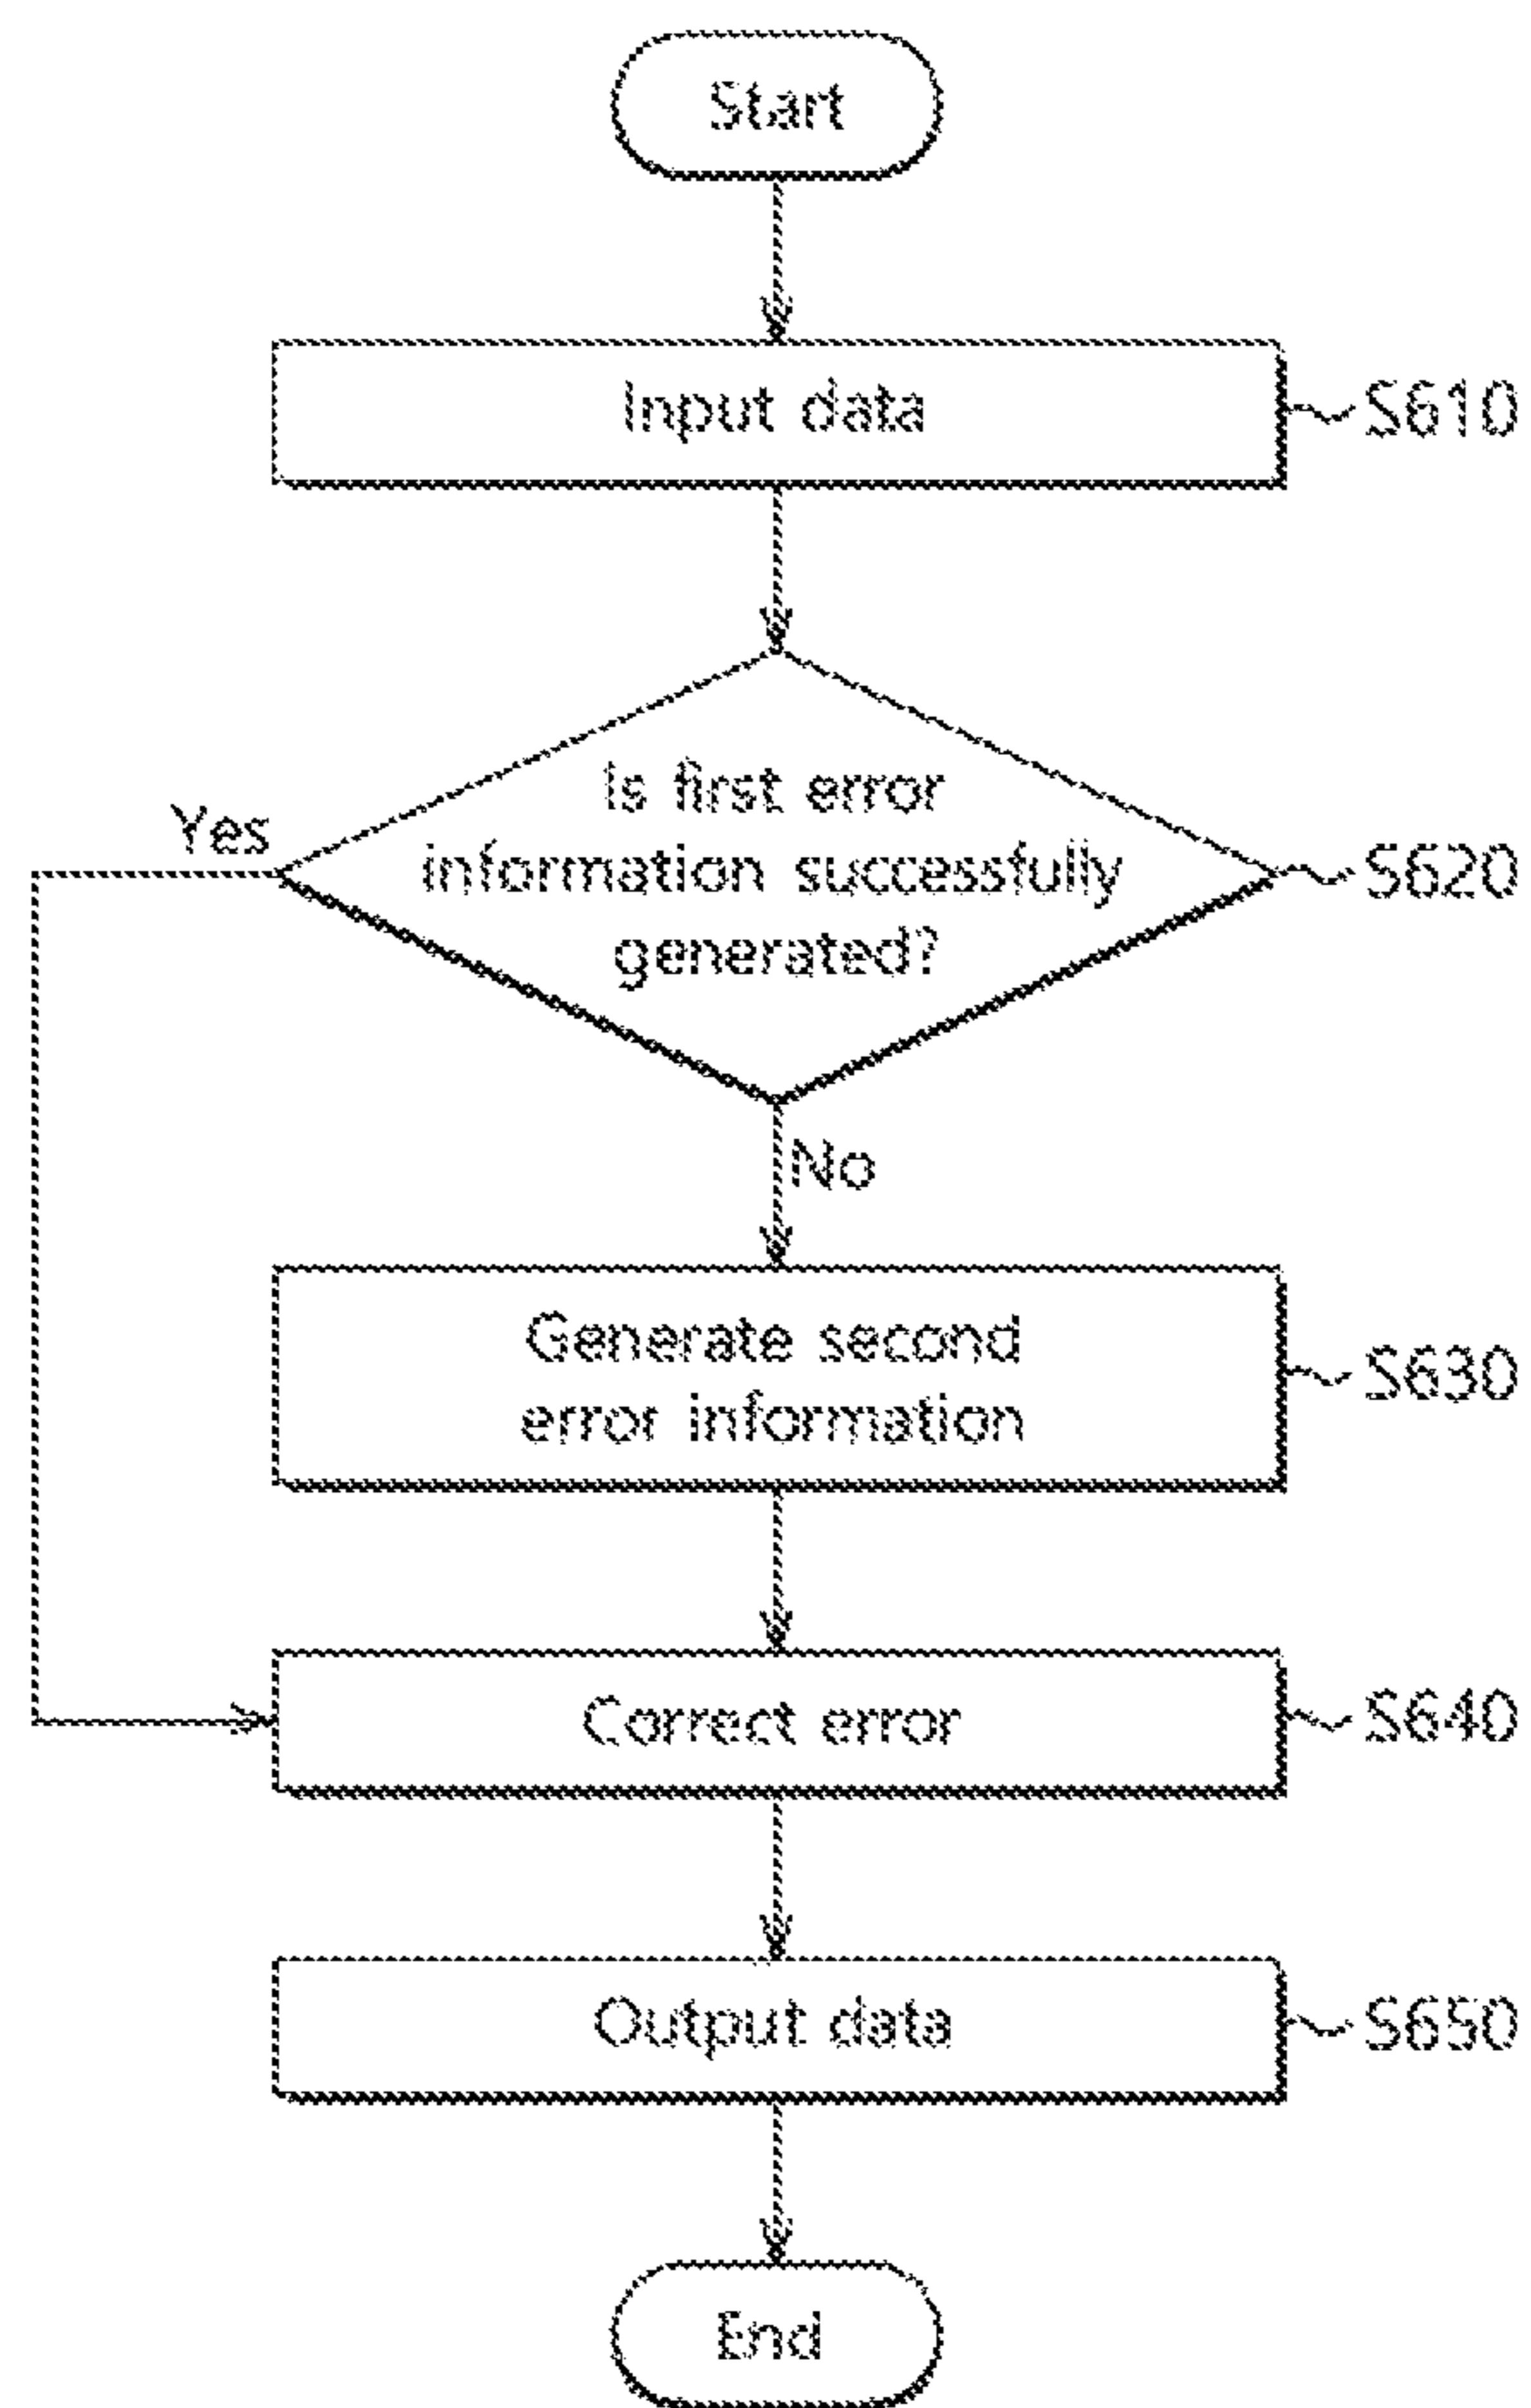 Start
Input data
S610
Yes
Is first error
information successfully
generated?
S620
No
Generate second
error information
S630
Correct error
S640
Output data
S650
End